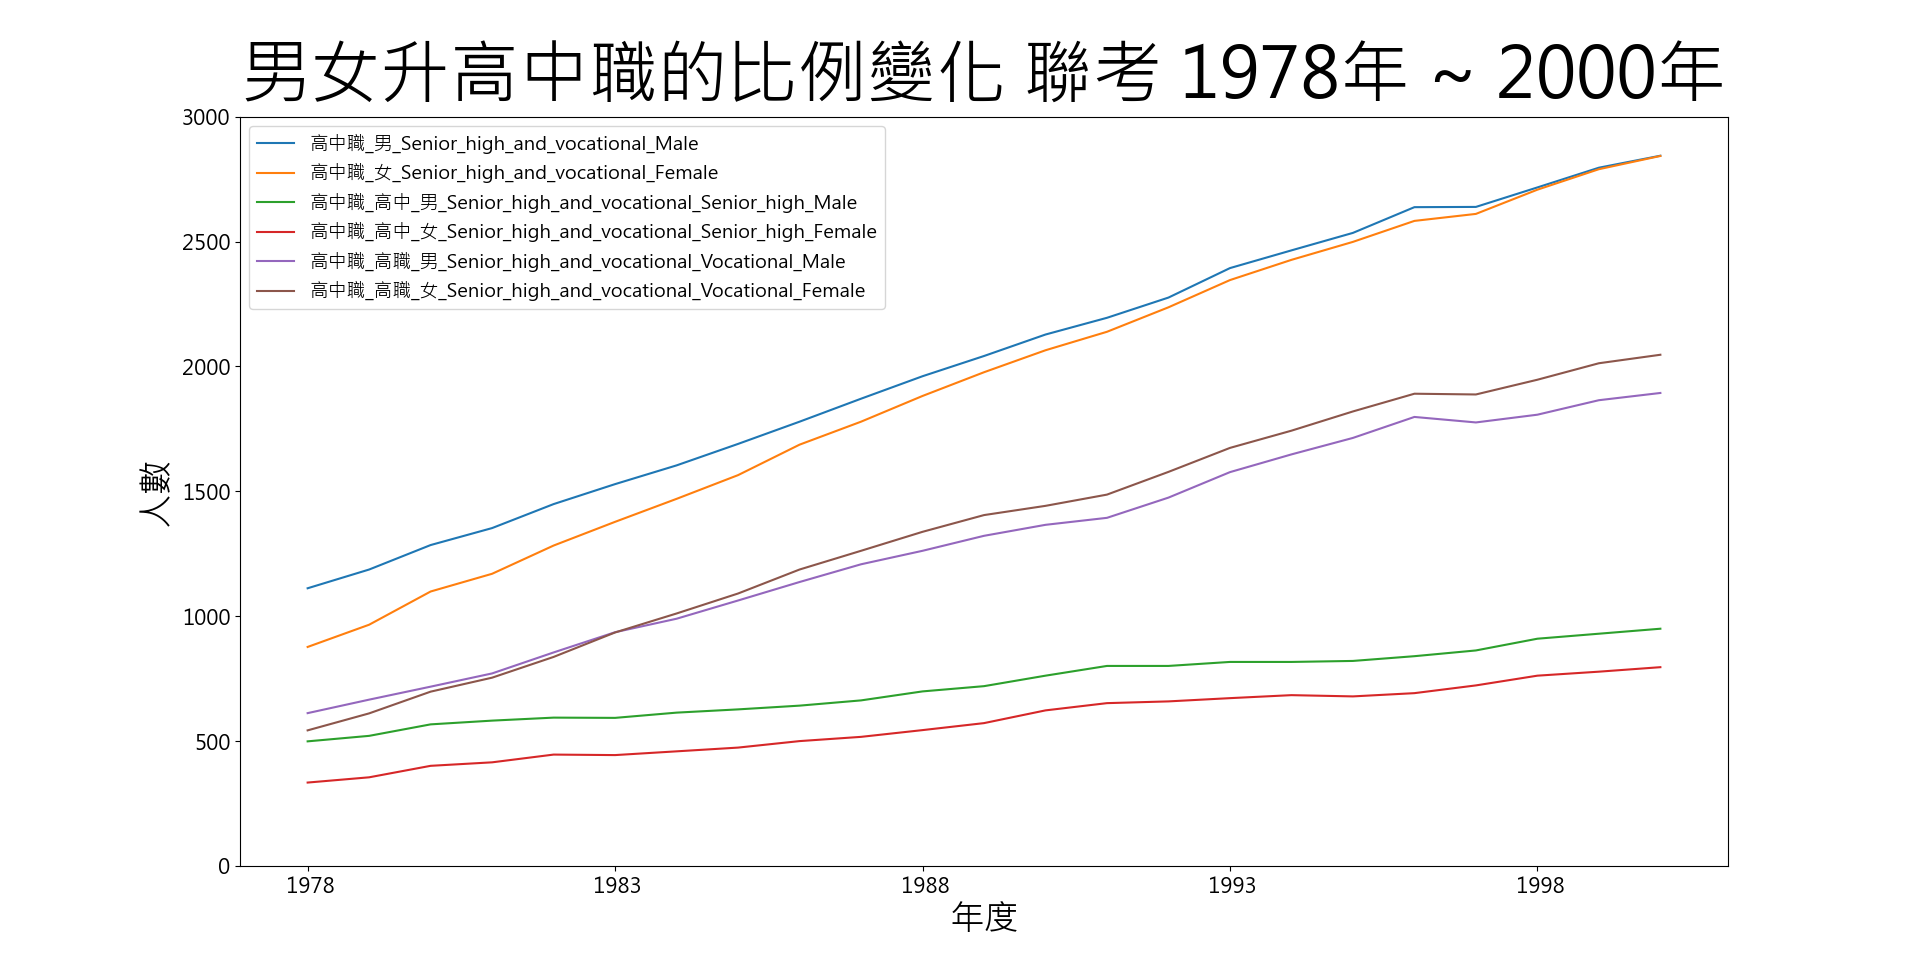 男女升高中職的比例變化 聯考 1978年 ~ 2000年
3000
2500
2000
1500
1000
500
0
人數
高中職_男_Senior_high_and_vocational_Male
高中職_女_Senior_high_and_vocational_Female
高中職_高中_男_Senior_high_and_vocational_Senior_high_Male
高中職_高中_女_Senior_high_and_vocational_Senior_high_Female
高中職_高職_男_Senior_high_and_vocational_Vocational_Male
高中職_高職_女_Senior_high_and_vocational_Vocational_Female
1978 1983 1988 1993 1998
年度